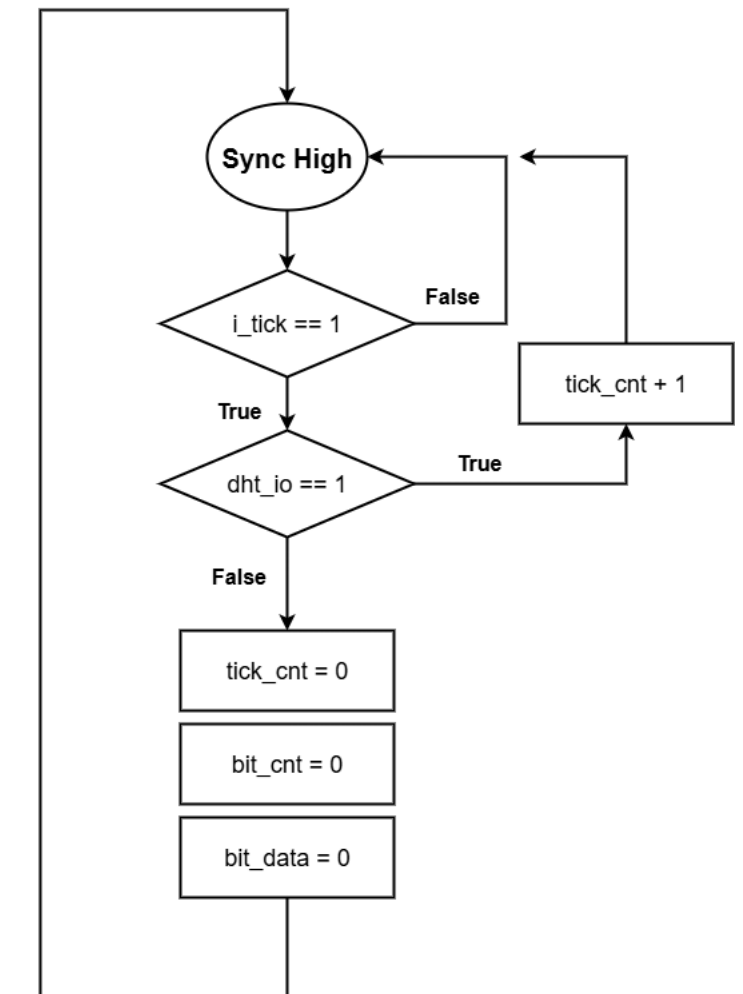 Sync High
False
i_tick == 1
tick_cnt + 1
True
True
dht_io == 1
False
tick_cnt = 0
bit_cnt = 0
bit_data = 0